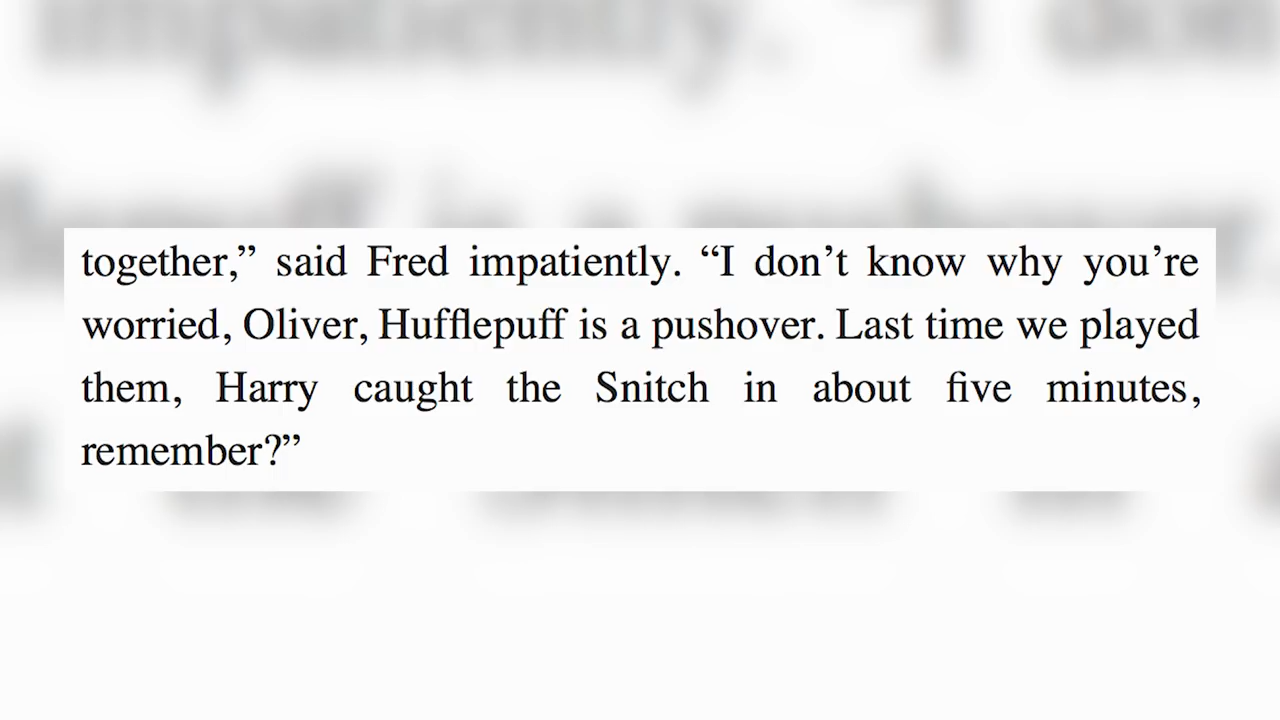 together,” said Fred impatiently. “I don’t know why you’re
worried, Oliver, Hufflepuff is a pushover. Last time we played
them, Harry caught the Snitch in about five minutes,
remember?”